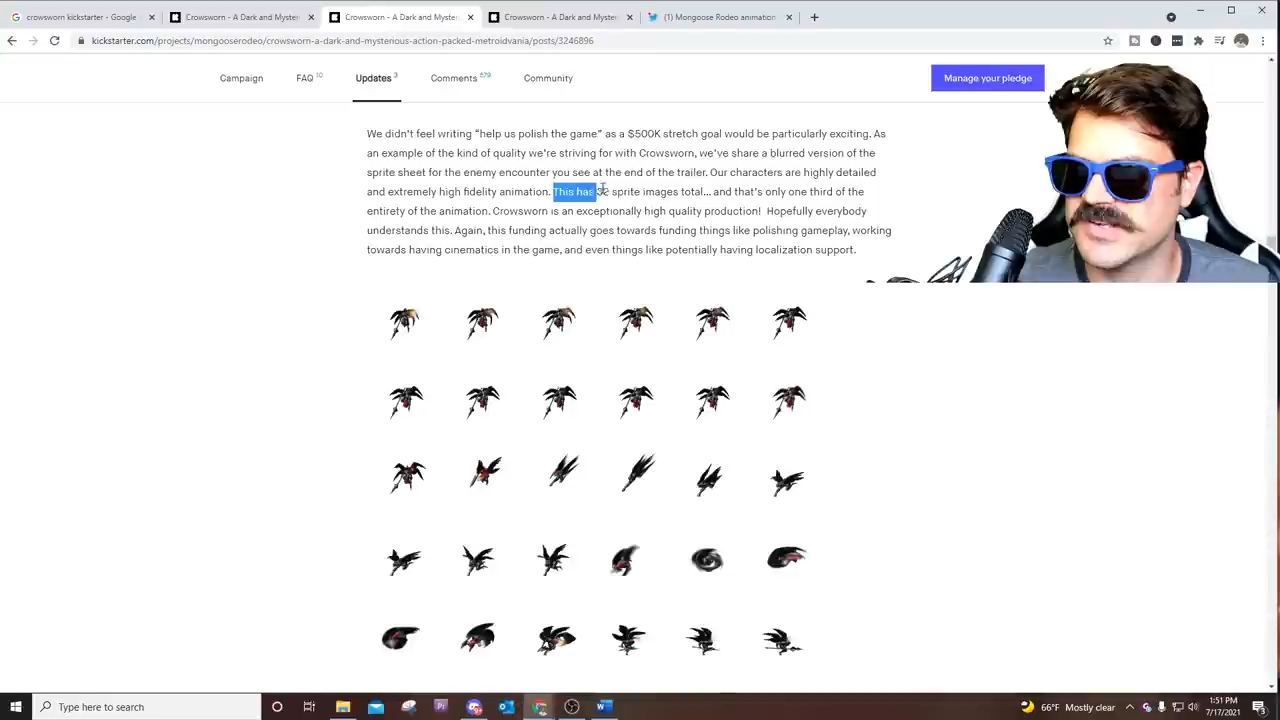 crowsworn kickstarter - Google
Crowsworn - A Dark and Myster
Crowsworn - A Dark and Myster
Crowsworn - A Dark and Myster
(1) Mongoose Rodeo animation
kickstarter.com/projects/mongooserodeo/crowsworn-a-dark-and-mysterious-action-packed-metroidvania/posts/3246896
Campaign
FAQ 10
Updates 3
Comments 679
Community
Manage your pledge
We didn't feel writing “help us polish the game” as a $500K stretch goal would be particularly exciting. As
an example of the kind of quality we're striving for with Crowsworn, we've share a blurred version of the
sprite sheet for the enemy encounter you see at the end of the trailer. Our characters are highly detailed
and extremely high fidelity animation. This has 32 sprite images total... and that's only one third of the
entirety of the animation. Crowsworn is an exceptionally high quality production! Hopefully everybody
understands this. Again, this funding actually goes towards funding things like polishing gameplay, working
towards having cinematics in the game, and even things like potentially having localization support.
Type here to search
66°F Mostly clear
1:51 PM
7/17/2021